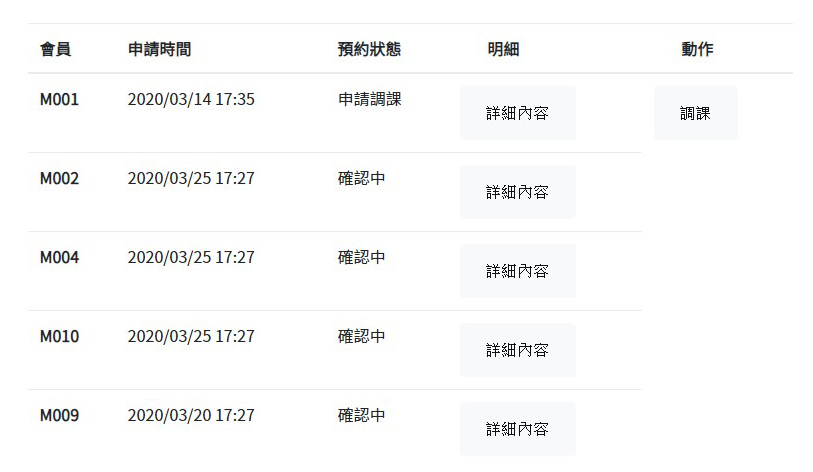 會員 申請時間 預約狀態 明細 動作
M001 2020/03/14 17:35 申請調課 詳細內容 調課
M002 2020/03/25 17:27 確認中 詳細內容
M004 2020/03/25 17:27 確認中 詳細內容
M010 2020/03/25 17:27 確認中 詳細內容
M009 2020/03/20 17:27 確認中 詳細內容